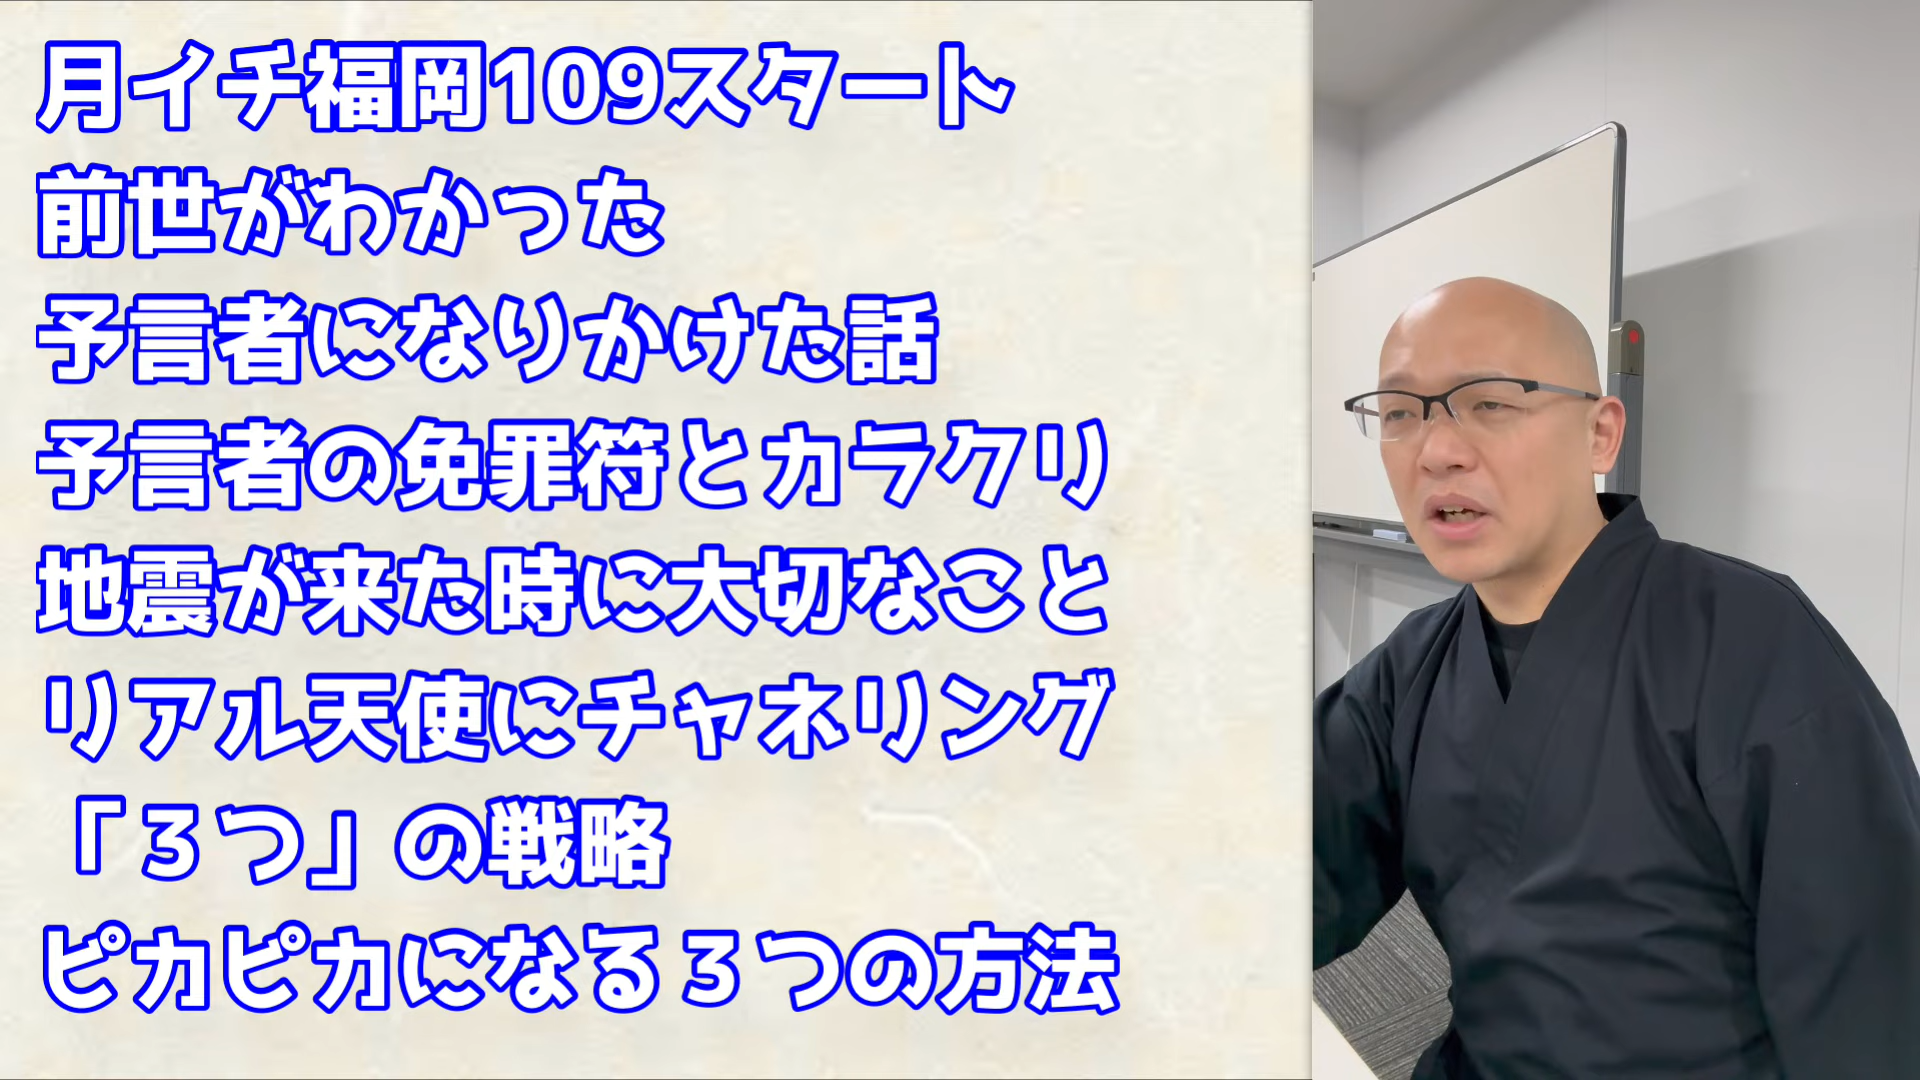 月イチ福岡109スタート
前世がわかった
予言者になりかけた話
予言者の免罪符とカラクリ
地震が来た時に大切なこと
リアル天使にチャネリング
「３つ」の戦略
ピカピカになる３つの方法